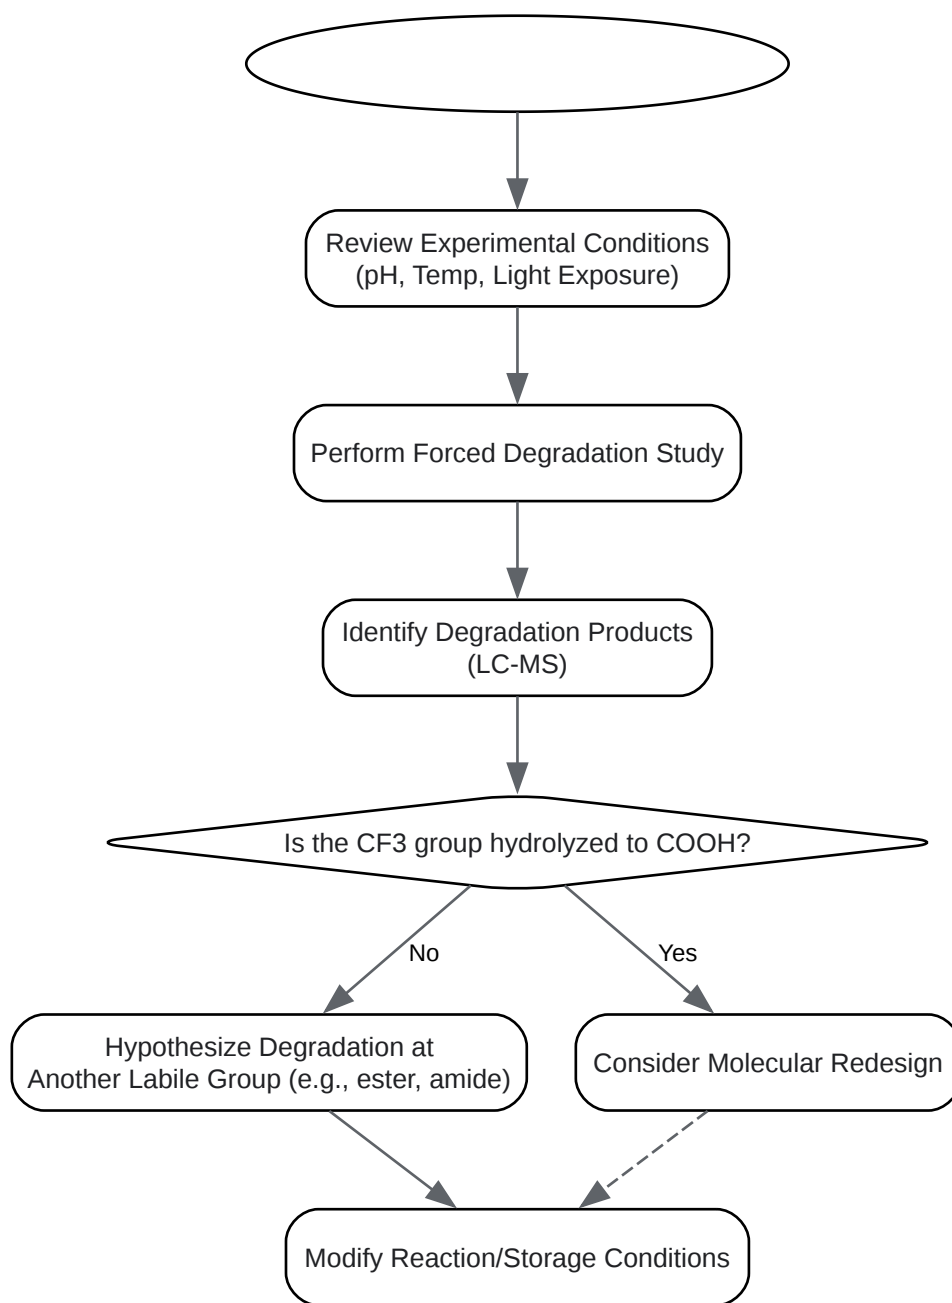 Review Experimental Conditions
(pH, Temp, Light Exposure)
Perform Forced Degradation Study
Identify Degradation Products
(LC-MS)
Is the CF3 group hydrolyzed to COOH?
No
Yes
Hypothesize Degradation at
Another Labile Group (e.g., ester, amide)
Consider Molecular Redesign
Modify Reaction/Storage Conditions